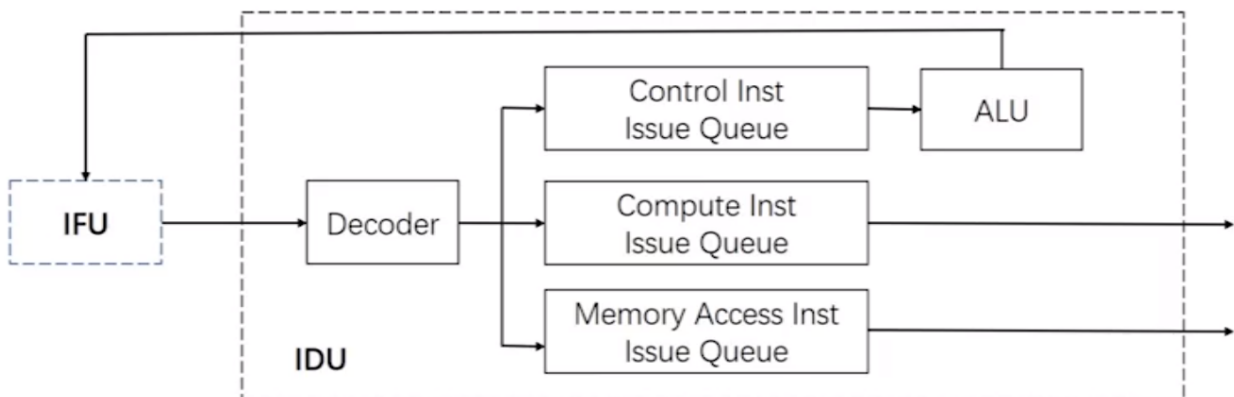 Control Inst
Issue Queue
ALU
IFU
Decoder
Compute Inst
Issue Queue
Memory Access Inst
Issue Queue
IDU